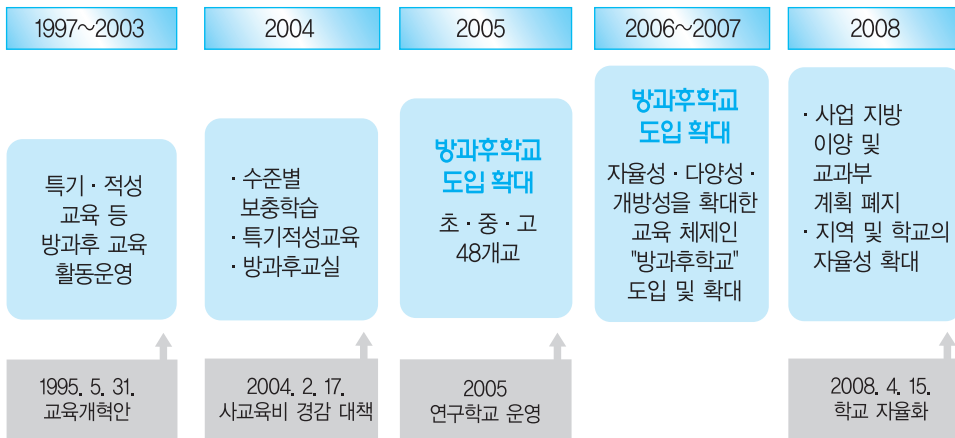 1997~2003
특기·적성
교육 등
방과후 교육
활동운영
1995. 5. 31.
교육개혁안
2004
· 수준별
보충학습
· 특기적성교육
· 방과후교실
2004. 2. 17.
사교육비 경감 대책
2005
방과후학교
도입 확대
초·중·고
48개교
2005
연구학교 운영
2006~2007
방과후학교
도입 확대
자율성·다양성·
개방성을 확대한
교육 체제인
"방과후학교"
도입 및 확대
2008
· 사업 지방
이양 및
교과부
계획 폐지
· 지역 및 학교의
자율성 확대
2008. 4. 15.
학교 자율화